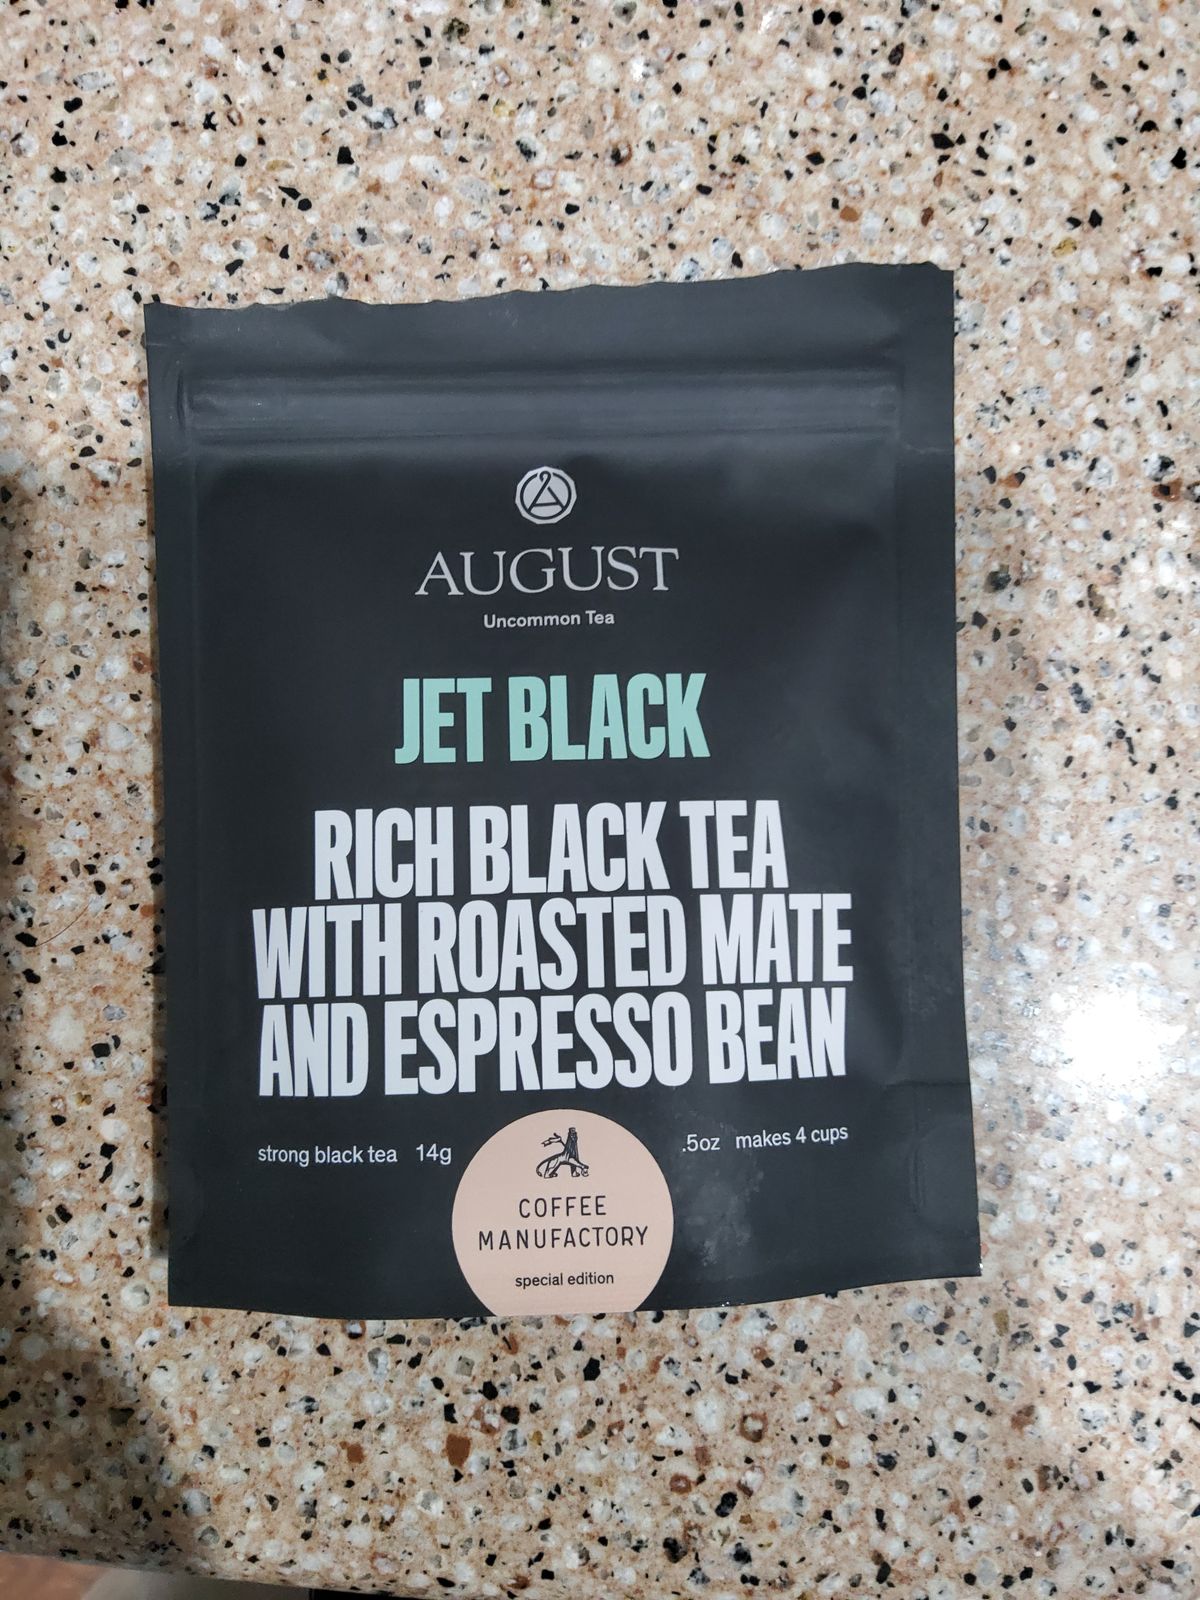 AUGUST
Uncommon Tea
JET BLACK
RICH BLACK TEA
WITH ROASTED MATE
AND ESPRESSO BEAN
strong black tea 14g
.5oz makes 4 cups
COFFEE
MANUFACTORY
special edition